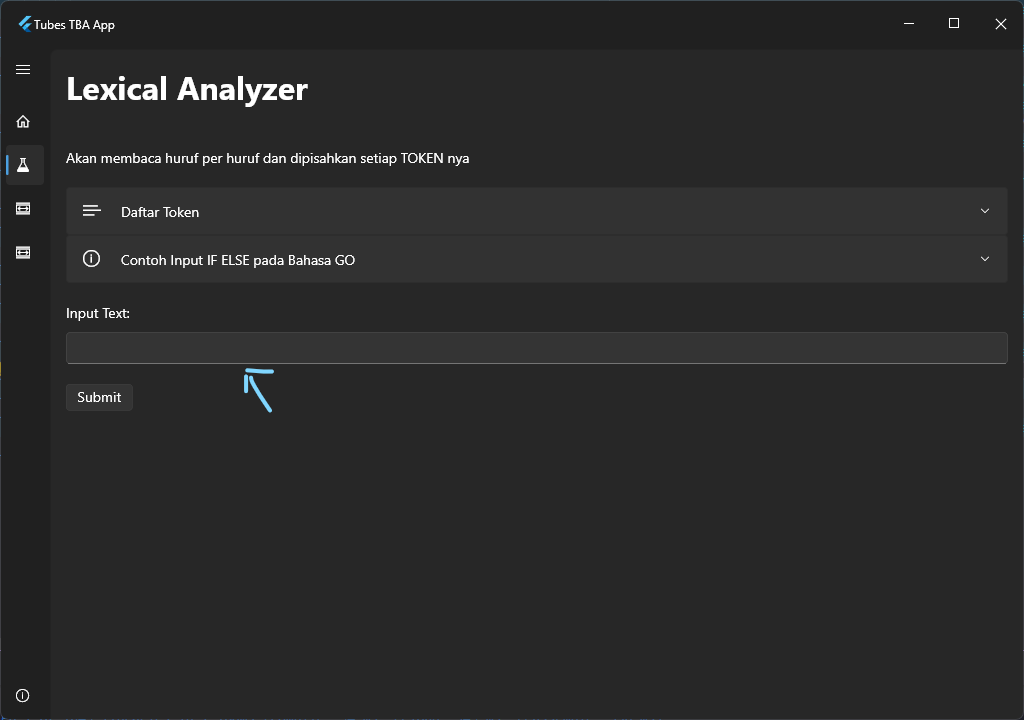 Tubes TBA App
Lexical Analyzer
Akan membaca huruf per huruf dan dipisahkan setiap TOKEN nya
Daftar Token
Contoh Input IF ELSE pada Bahasa GO
Input Text:
Submit